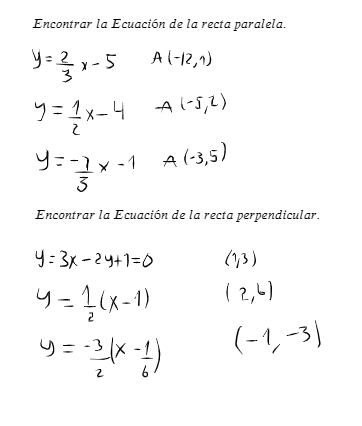 Encontrar la Ecuación de la recta paralela.
y = 2/3 x - 5 A (-12,1)
y = 1/2 x - 4 A (-5,2)
y = -1/3 x - 1 A (-3,5)
Encontrar la Ecuación de la recta perpendicular.
y = 3x - 2y + 1 = 0 (1,3)
y = 1/2 (x - 1) (2,6)
y = -3/2 (x - 1/6) (-1, -3)